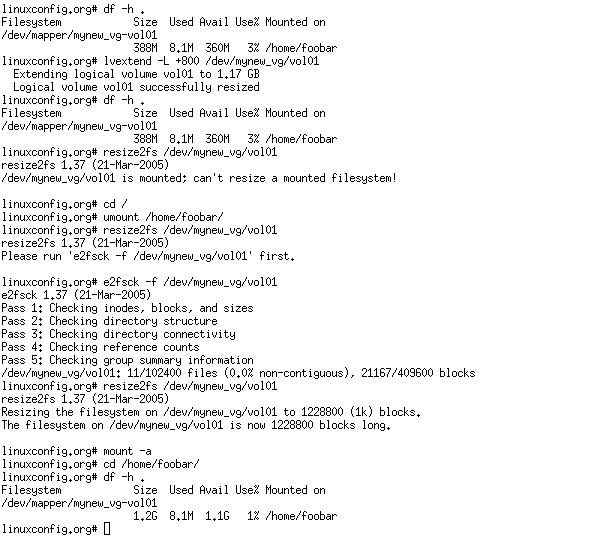 linuxconfig.org# df -h .
Filesystem            Size  Used Avail Use% Mounted on
/dev/mapper/mynew_vg-vol01
                      388M  8.1M  360M   3% /home/foobar
linuxconfig.org# lvextend -L +800 /dev/mynew_vg/vol01
  Extending logical volume vol01 to 1.17 GB
  Logical volume vol01 successfully resized
linuxconfig.org# df -h .
Filesystem            Size  Used Avail Use% Mounted on
/dev/mapper/mynew_vg-vol01
                      388M  8.1M  360M   3% /home/foobar
linuxconfig.org# resize2fs /dev/mynew_vg/vol01
resize2fs 1.37 (21-Mar-2005)
/dev/mynew_vg/vol01 is mounted; can't resize a mounted filesystem!

linuxconfig.org# cd /
linuxconfig.org# umount /home/foobar/
linuxconfig.org# resize2fs /dev/mynew_vg/vol01
resize2fs 1.37 (21-Mar-2005)
Please run 'e2fsck -f /dev/mynew_vg/vol01' first.

linuxconfig.org# e2fsck -f /dev/mynew_vg/vol01
e2fsck 1.37 (21-Mar-2005)
Pass 1: Checking inodes, blocks, and sizes
Pass 2: Checking directory structure
Pass 3: Checking directory connectivity
Pass 4: Checking reference counts
Pass 5: Checking group summary information
/dev/mynew_vg/vol01: 11/102400 files (0.0% non-contiguous), 21167/409600 blocks
linuxconfig.org# resize2fs /dev/mynew_vg/vol01
resize2fs 1.37 (21-Mar-2005)
Resizing the filesystem on /dev/mynew_vg/vol01 to 1228800 (1k) blocks.
The filesystem on /dev/mynew_vg/vol01 is now 1228800 blocks long.

linuxconfig.org# mount -a
linuxconfig.org# cd /home/foobar/
linuxconfig.org# df -h .
Filesystem            Size  Used Avail Use% Mounted on
/dev/mapper/mynew_vg-vol01
                      1.2G  8.1M  1.1G   1% /home/foobar
linuxconfig.org#